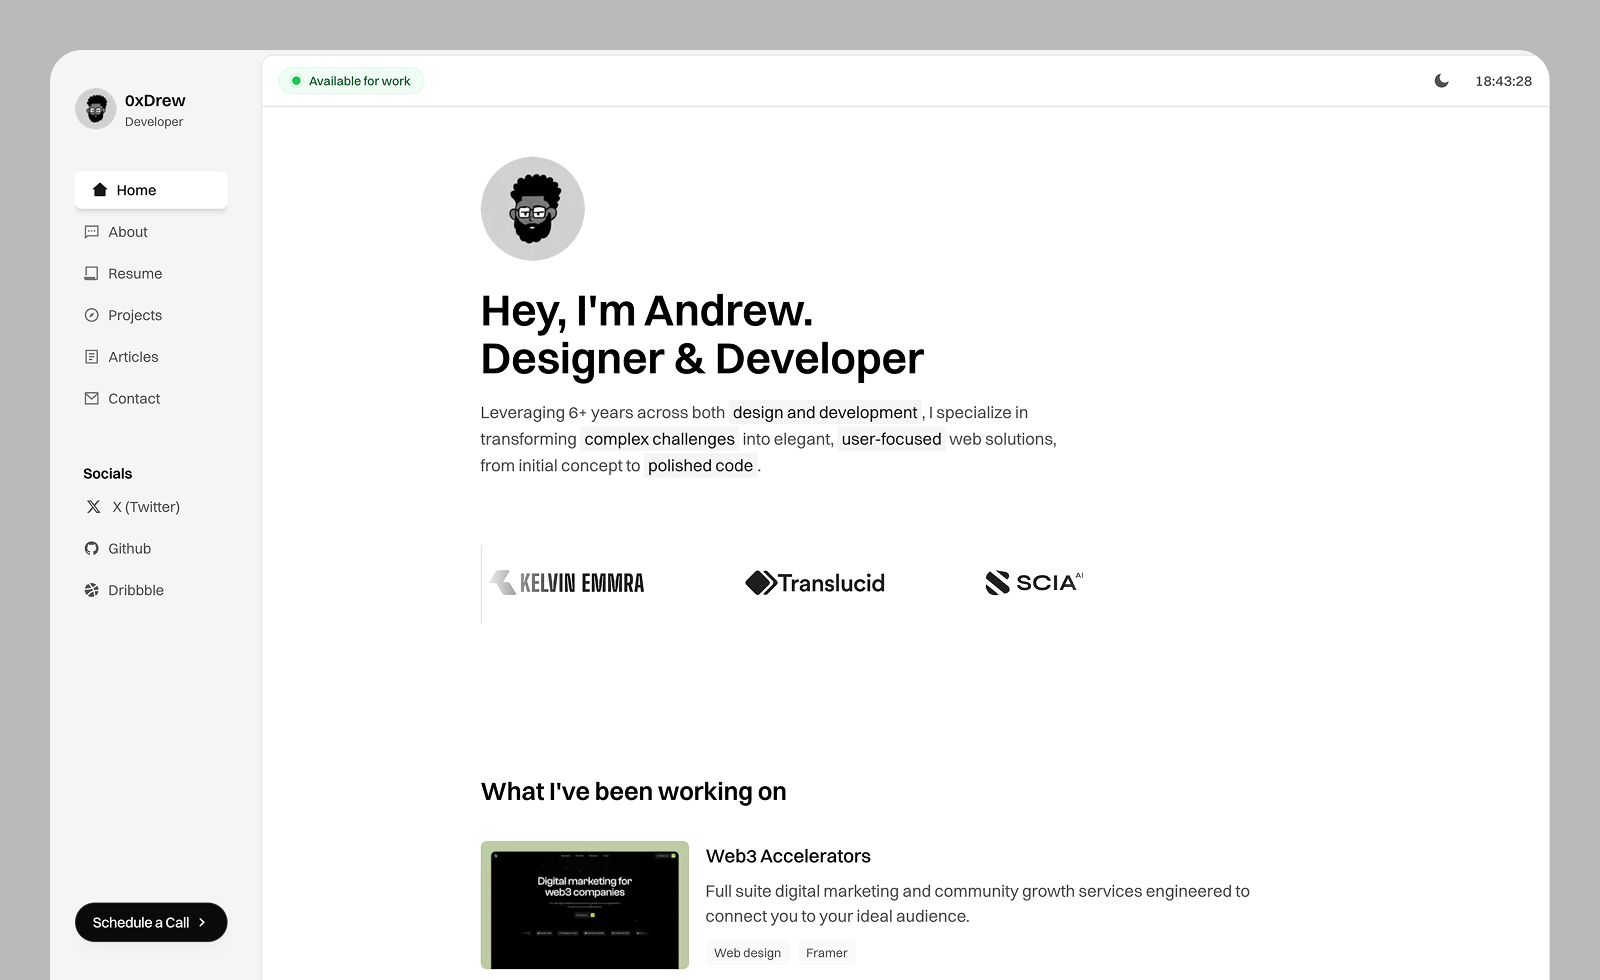 0xDrew
Developer
Home
About
Resume
Projects
Articles
Contact
Socials
X (Twitter)
Github
Dribbble
Schedule a Call
Available for work
18:43:28
Hey, I'm Andrew.
Designer & Developer
Leveraging 6+ years across both design and development , I specialize in
transforming complex challenges into elegant, user-focused web solutions,
from initial concept to polished code .
KELVIN EMMRA
Translucid
SCIA AI
What I've been working on
Digital marketing for
web3 companies
Web3 Accelerators
Full suite digital marketing and community growth services engineered to
connect you to your ideal audience.
Web design
Framer